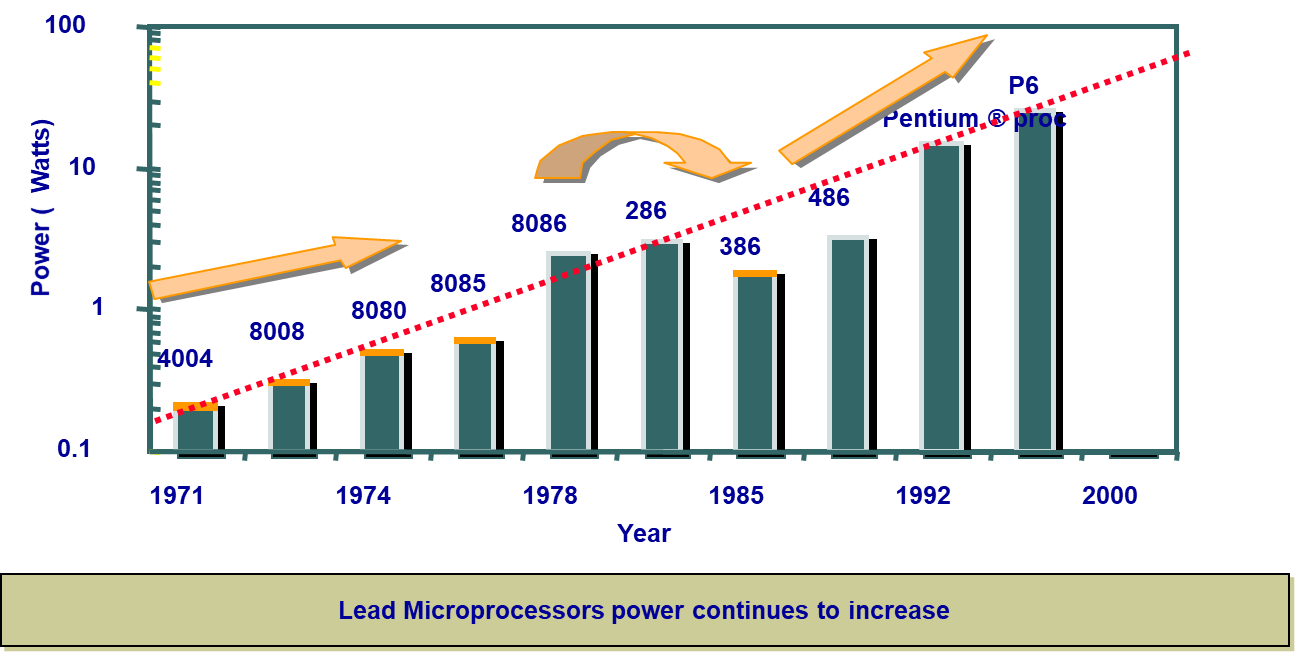 100
P6
Pentium ® proc
Power ( Watts)
10
486
8086
286
386
8085
1
8080
8008
4004
0.1
1971 1974 1978 1985 1992 2000
Year
Lead Microprocessors power continues to increase